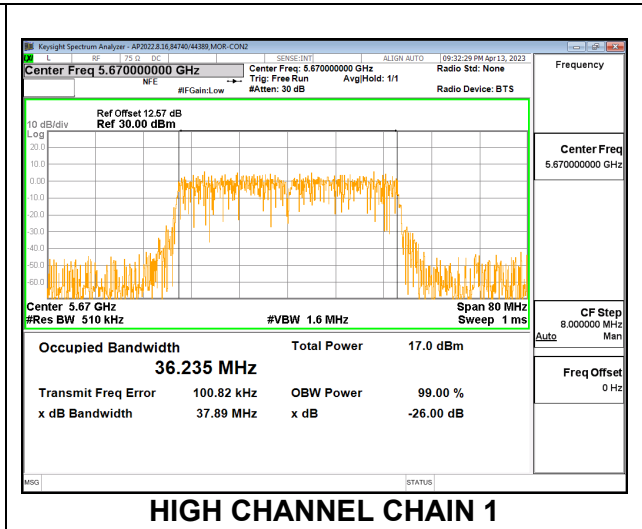 Keysight Spectrum Analyzer - AP2022.8.16,84740/44389,MOR-CON2
L RF 75 Ω DC SENSE:INT ALIGN AUTO 09:32:29 PM Apr 13, 2023
Center Freq 5.670000000 GHz Center Freq: 5.670000000 GHz Radio Std: None Frequency
NFE Trig: Free Run Avg|Hold: 1/1
#IFGain:Low #Atten: 30 dB Radio Device: BTS
Ref Offset 12.57 dB
10 dB/div Ref 30.00 dBm
Log
20.0
10.0
0.00
-10.0
-20.0
-30.0
-40.0
-50.0
-60.0
Center Freq
5.670000000 GHz
Center 5.67 GHz Span 80 MHz
#Res BW 510 kHz #VBW 1.6 MHz Sweep 1 ms
CF Step
8.000000 MHz
Auto Man
Occupied Bandwidth Total Power 17.0 dBm
36.235 MHz
Freq Offset
0 Hz
Transmit Freq Error 100.82 kHz OBW Power 99.00 %
x dB Bandwidth 37.89 MHz x dB -26.00 dB
MSG STATUS
HIGH CHANNEL CHAIN 1